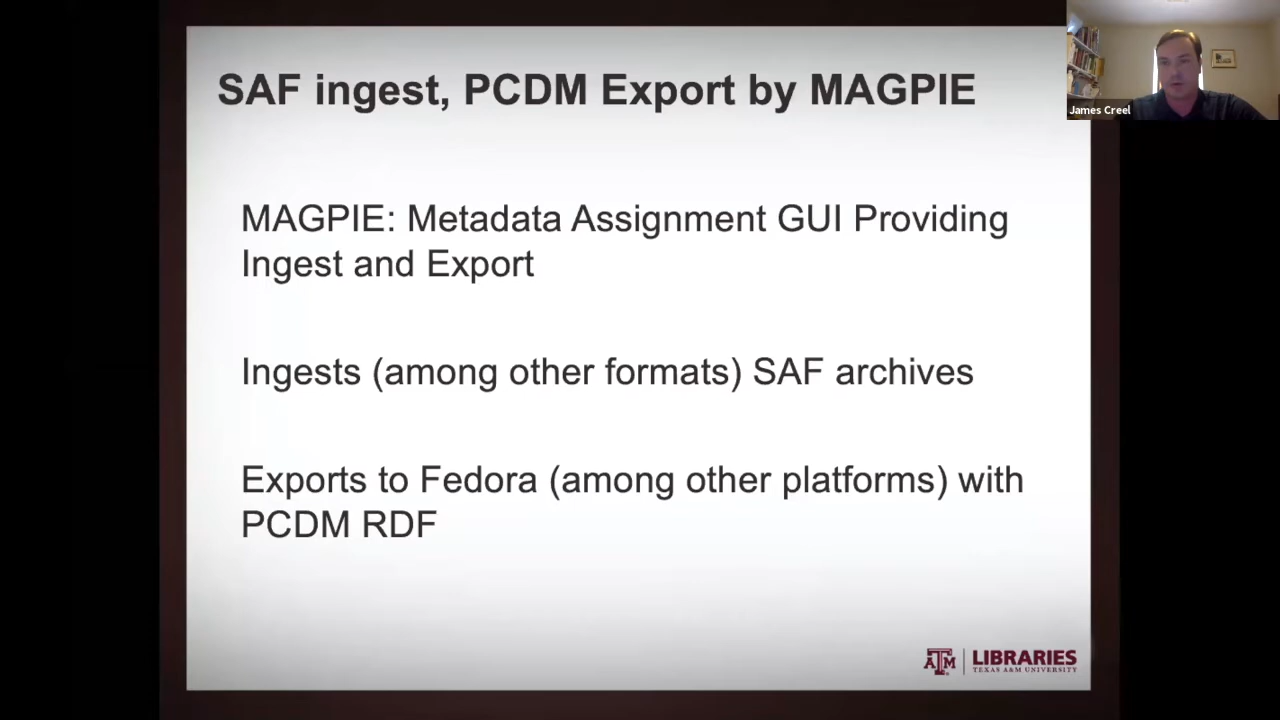 SAF ingest, PCDM Export by MAGPIE
James Creel
MAGPIE: Metadata Assignment GUI Providing
Ingest and Export
Ingests (among other formats) SAF archives
Exports to Fedora (among other platforms) with
PCDM RDF
ATM LIBRARIES
TEXAS A&M UNIVERSITY